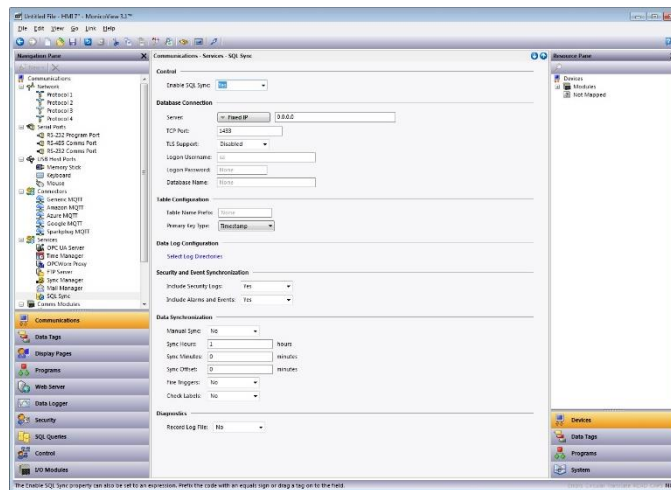 Untitled File - HMI 7" - MonicoView 3.1™
File Edit View Go Link Help
Navigation Pane
Communications
Network
Protocol 1
Protocol 2
Protocol 3
Protocol 4
Serial Ports
RS-232 Program Port
RS-485 Comms Port
RS-232 Comms Port
USB Host Ports
Memory Stick
Keyboard
Mouse
Connectors
Generic MQTT
Amazon MQTT
Azure MQTT
Google MQTT
Sparkplug MQTT
Services
OPC UA Server
Time Manager
OPCWorx Proxy
FTP Server
Sync Manager
Mail Manager
SQL Sync
Comms Modules
Communications
Data Tags
Display Pages
Programs
Web Server
Data Logger
Security
SQL Queries
Control
I/O Modules
Communications - Services - SQL Sync
Control
Enable SQL Sync: Yes
Database Connection
Server: Fixed IP 0.0.0.0
TCP Port: 1433
TLS Support: Disabled
Logon Username: sa
Logon Password: None
Database Name: None
Table Configuration
Table Name Prefix: None
Primary Key Type: Timestamp
Data Log Configuration
Select Log Directories
Security and Event Synchronization
Include Security Logs: Yes
Include Alarms and Events: Yes
Data Synchronization
Manual Sync: No
Sync Hours: 1 hours
Sync Minutes: 0 minutes
Sync Offset: 0 minutes
Fire Triggers: No
Check Labels: No
Diagnostics
Record Log File: No
Resource Pane
Devices
Modules
Not Mapped
Devices
Data Tags
Programs
System
The Enable SQL Sync property can also be set to an expression. Prefix the code with an equals sign or drag a tag on to the field.